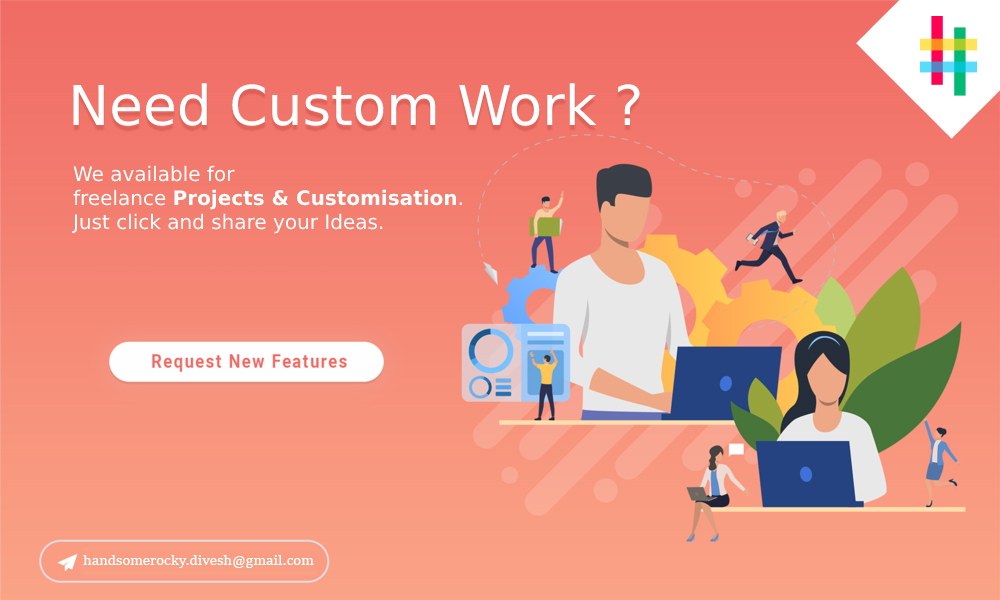 Need Custom Work ?
We available for
freelance Projects & Customisation.
Just click and share your Ideas.
Request New Features
handsomerocky.divesh@gmail.com